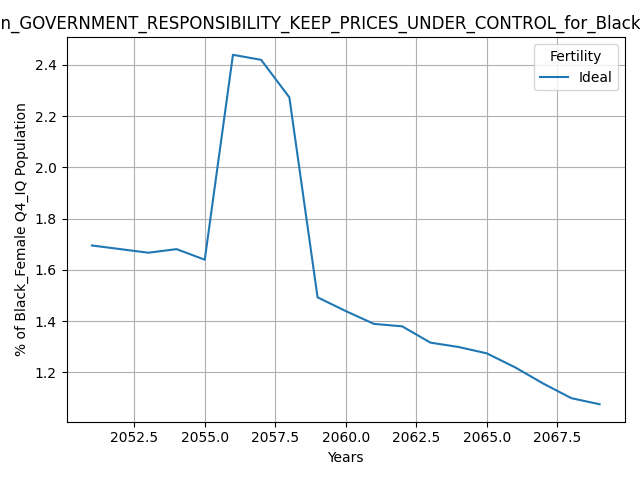 n_GOVERNMENT_RESPONSIBILITY_KEEP_PRICES_UNDER_CONTROL_for_Black
Fertility
Ideal
% of Black_Female Q4_IQ Population
2.4
2.2
2.0
1.8
1.6
1.4
1.2
2052.5 2055.0 2057.5 2060.0 2062.5 2065.0 2067.5
Years